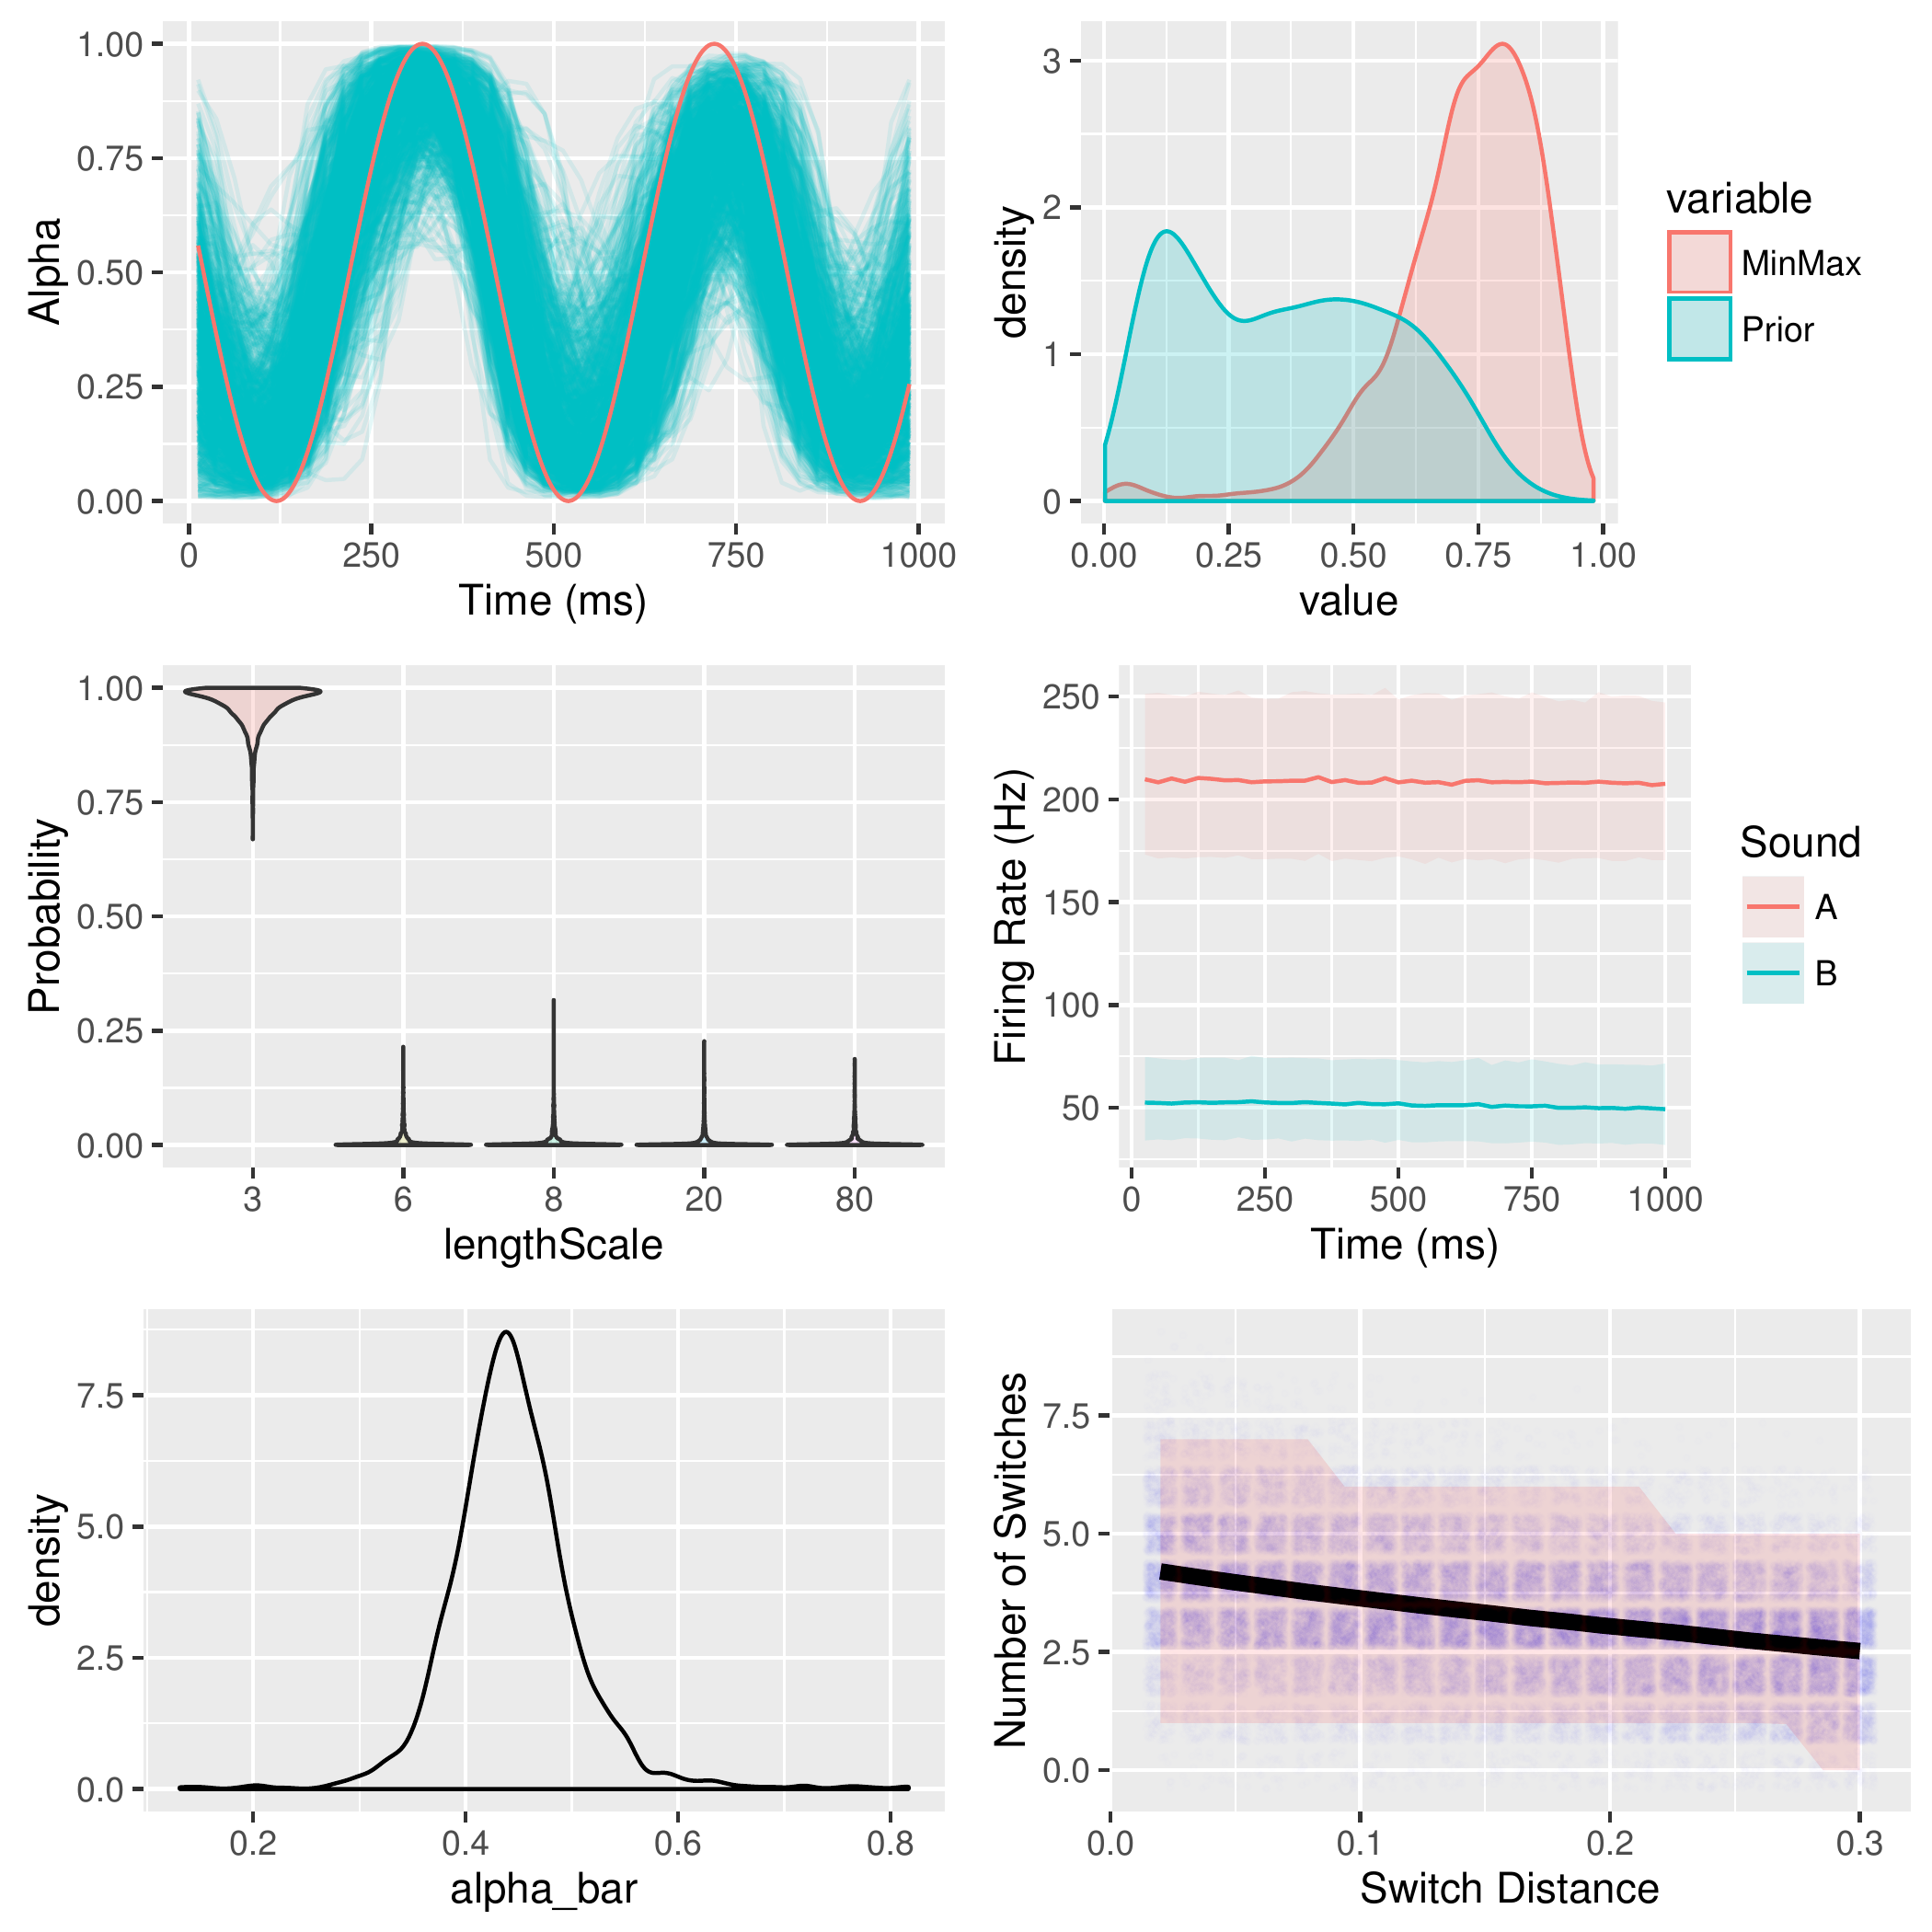 Alpha
1.00
0.75
0.50
0.25
0.00
0 250 500 750 1000
Time (ms)
density
3
2
1
0
0.00 0.25 0.50 0.75 1.00
value
variable
MinMax
Prior
Probability
1.00
0.75
0.50
0.25
0.00
3 6 8 20 80
lengthScale
Firing Rate (Hz)
250
200
150
100
50
0 250 500 750 1000
Time (ms)
Sound
A
B
density
7.5
5.0
2.5
0.0
0.2 0.4 0.6 0.8
alpha_bar
Number of Switches
7.5
5.0
2.5
0.0
0.0 0.1 0.2 0.3
Switch Distance